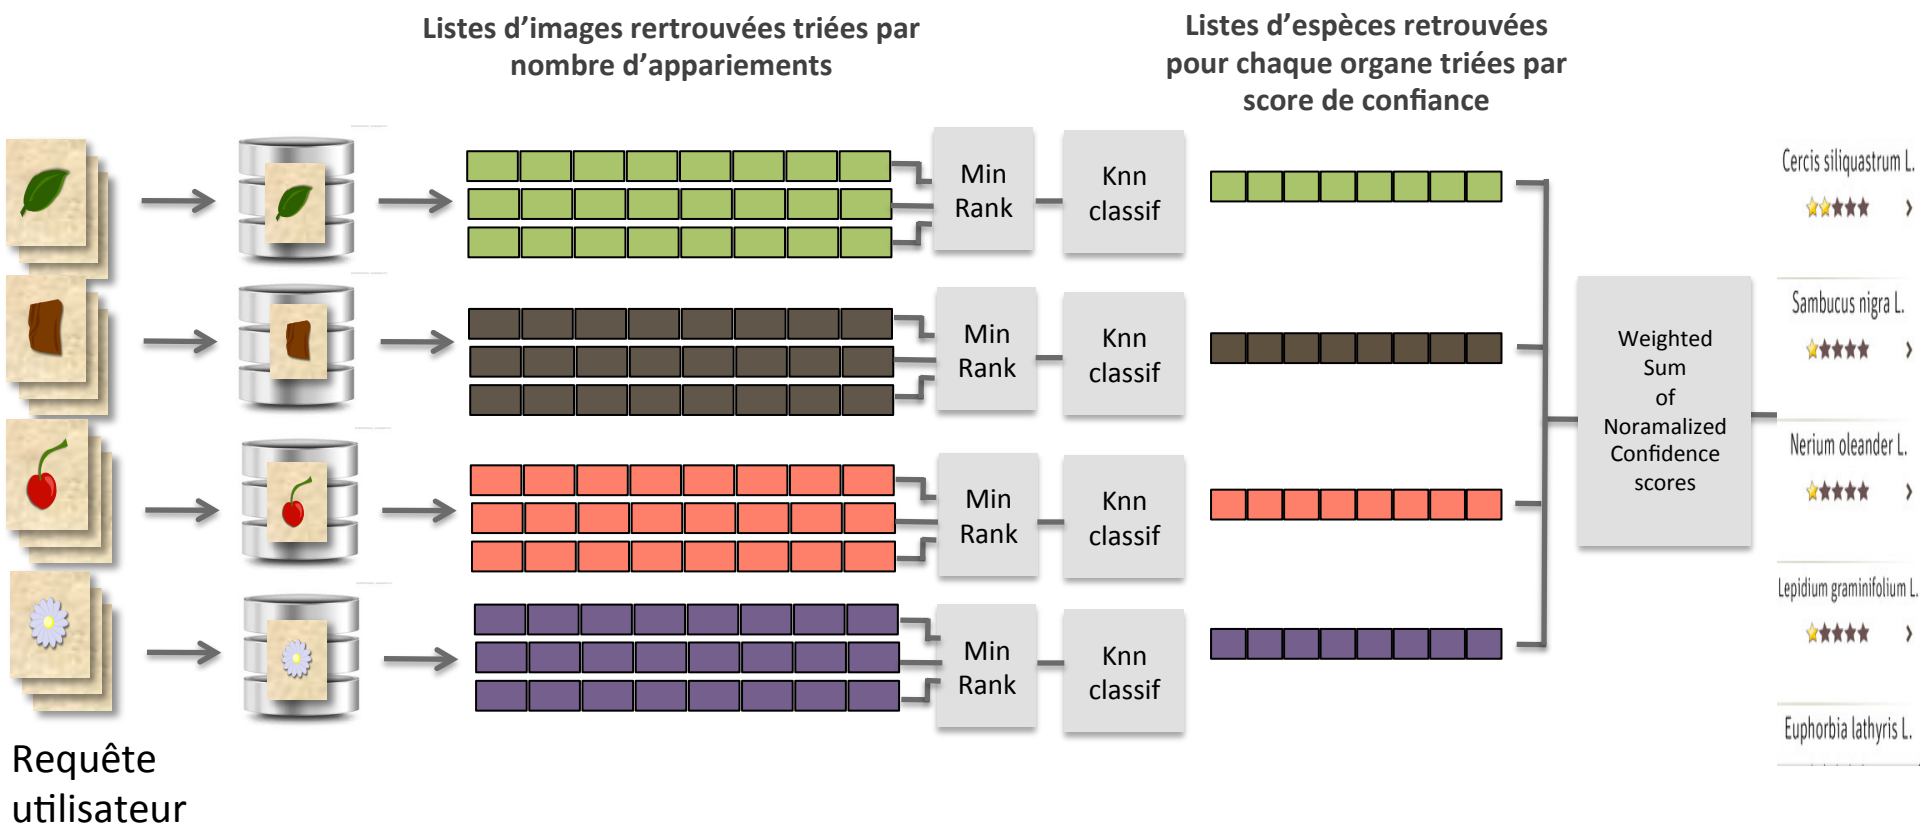 Listes d’images rertrouvées triées par
nombre d’appariements
Listes d’espèces retrouvées
pour chaque organe triées par
score de confiance
Min
Rank
Knn
classif
Min
Rank
Knn
classif
Min
Rank
Knn
classif
Min
Rank
Knn
classif
Weighted
Sum
of
Noramalized
Confidence
scores
Cercis siliquastrum L.
Sambucus nigra L.
Nerium oleander L.
Lepidium graminifolium L.
Euphorbia lathyris L.
Requête
utilisateur